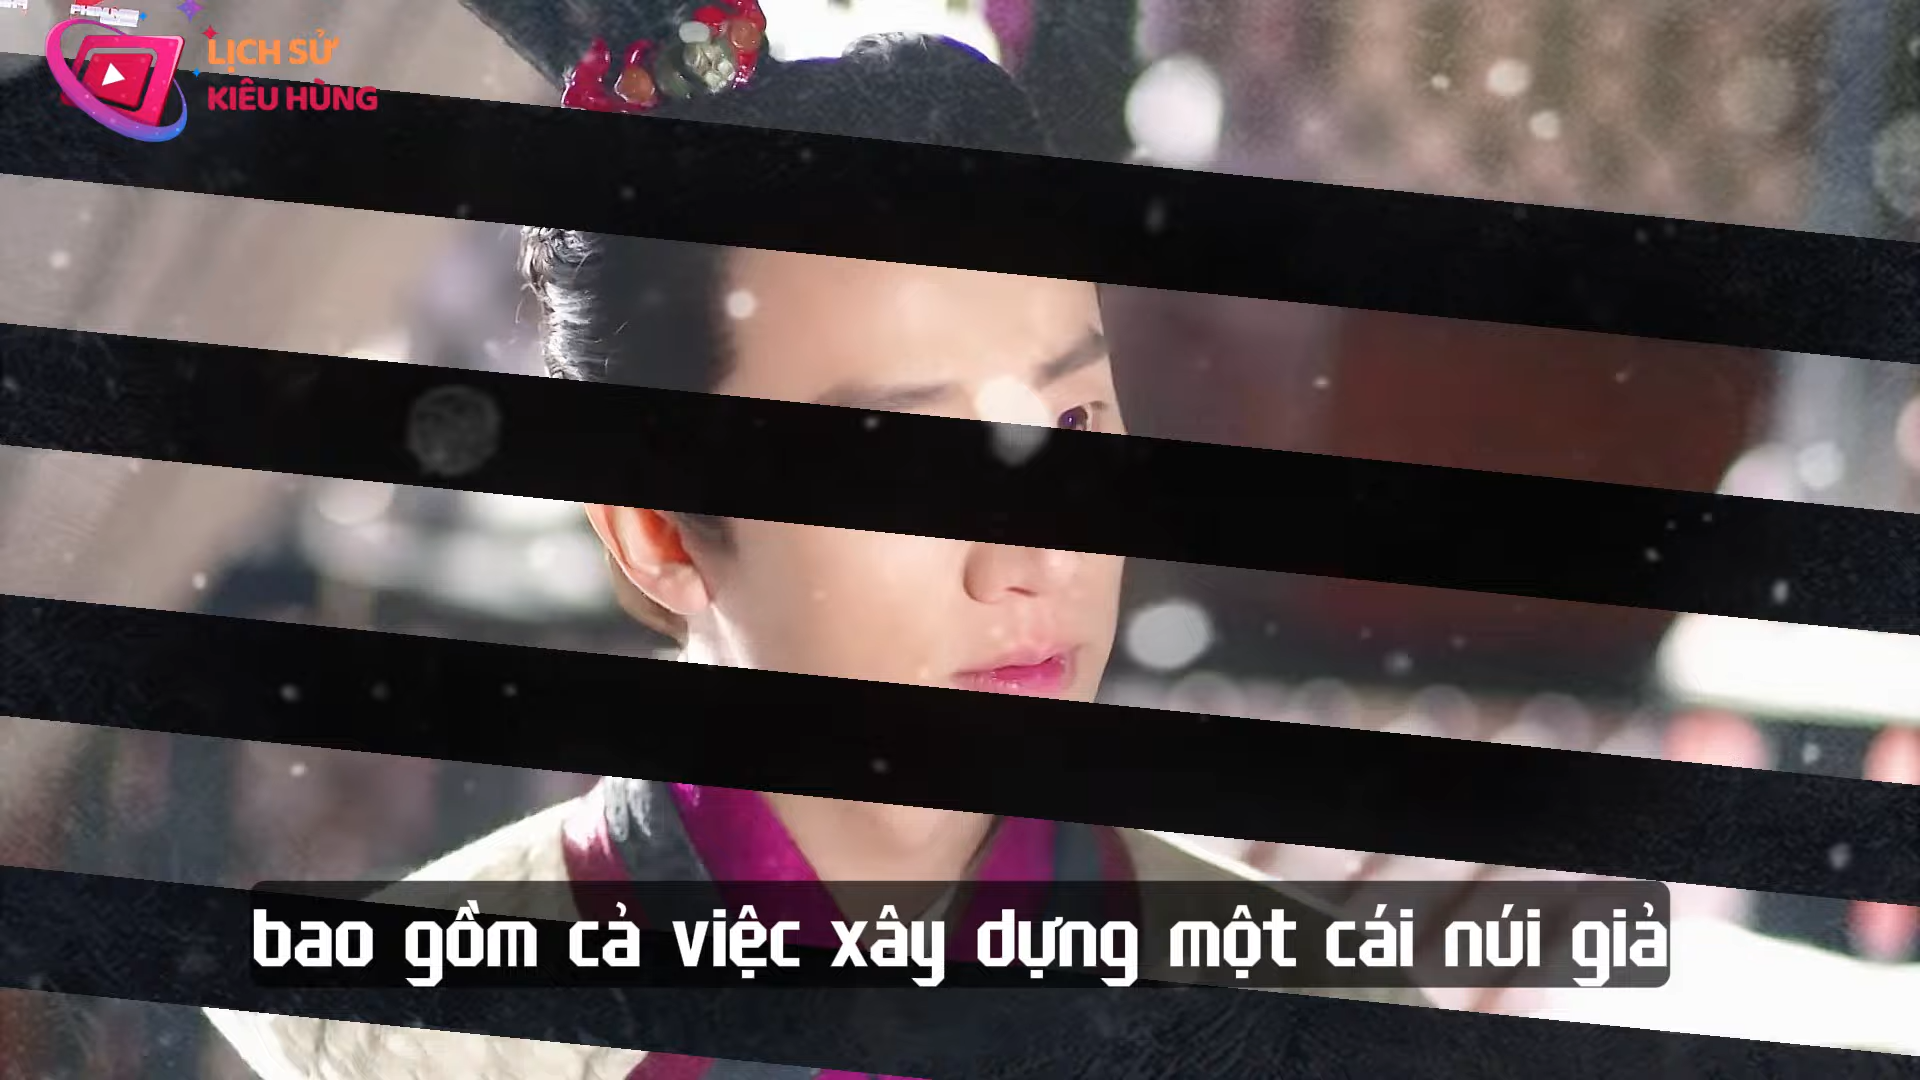 LỊCH SỬ
KIÊU HÙNG
bao gồm cả việc xây dựng một cái núi giả